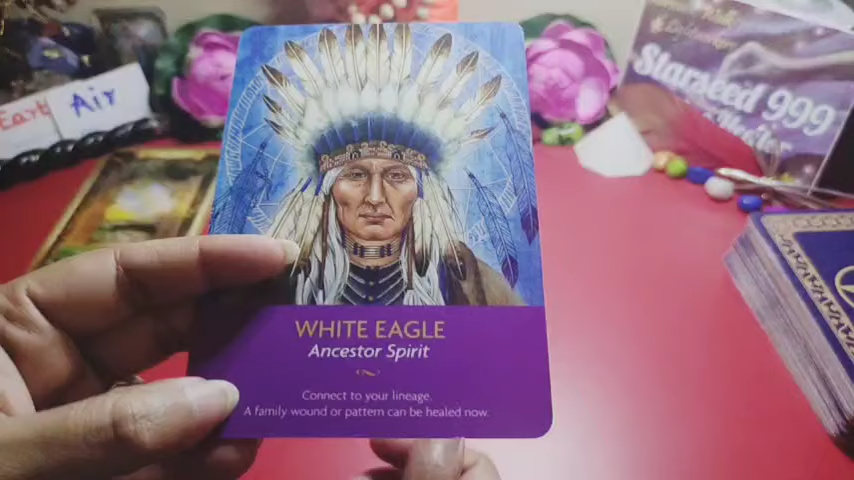 Eart
Air
Starseed 999
WHITE EAGLE
Ancestor Spirit
Connect to your lineage.
A family wound or pattern can be healed now.